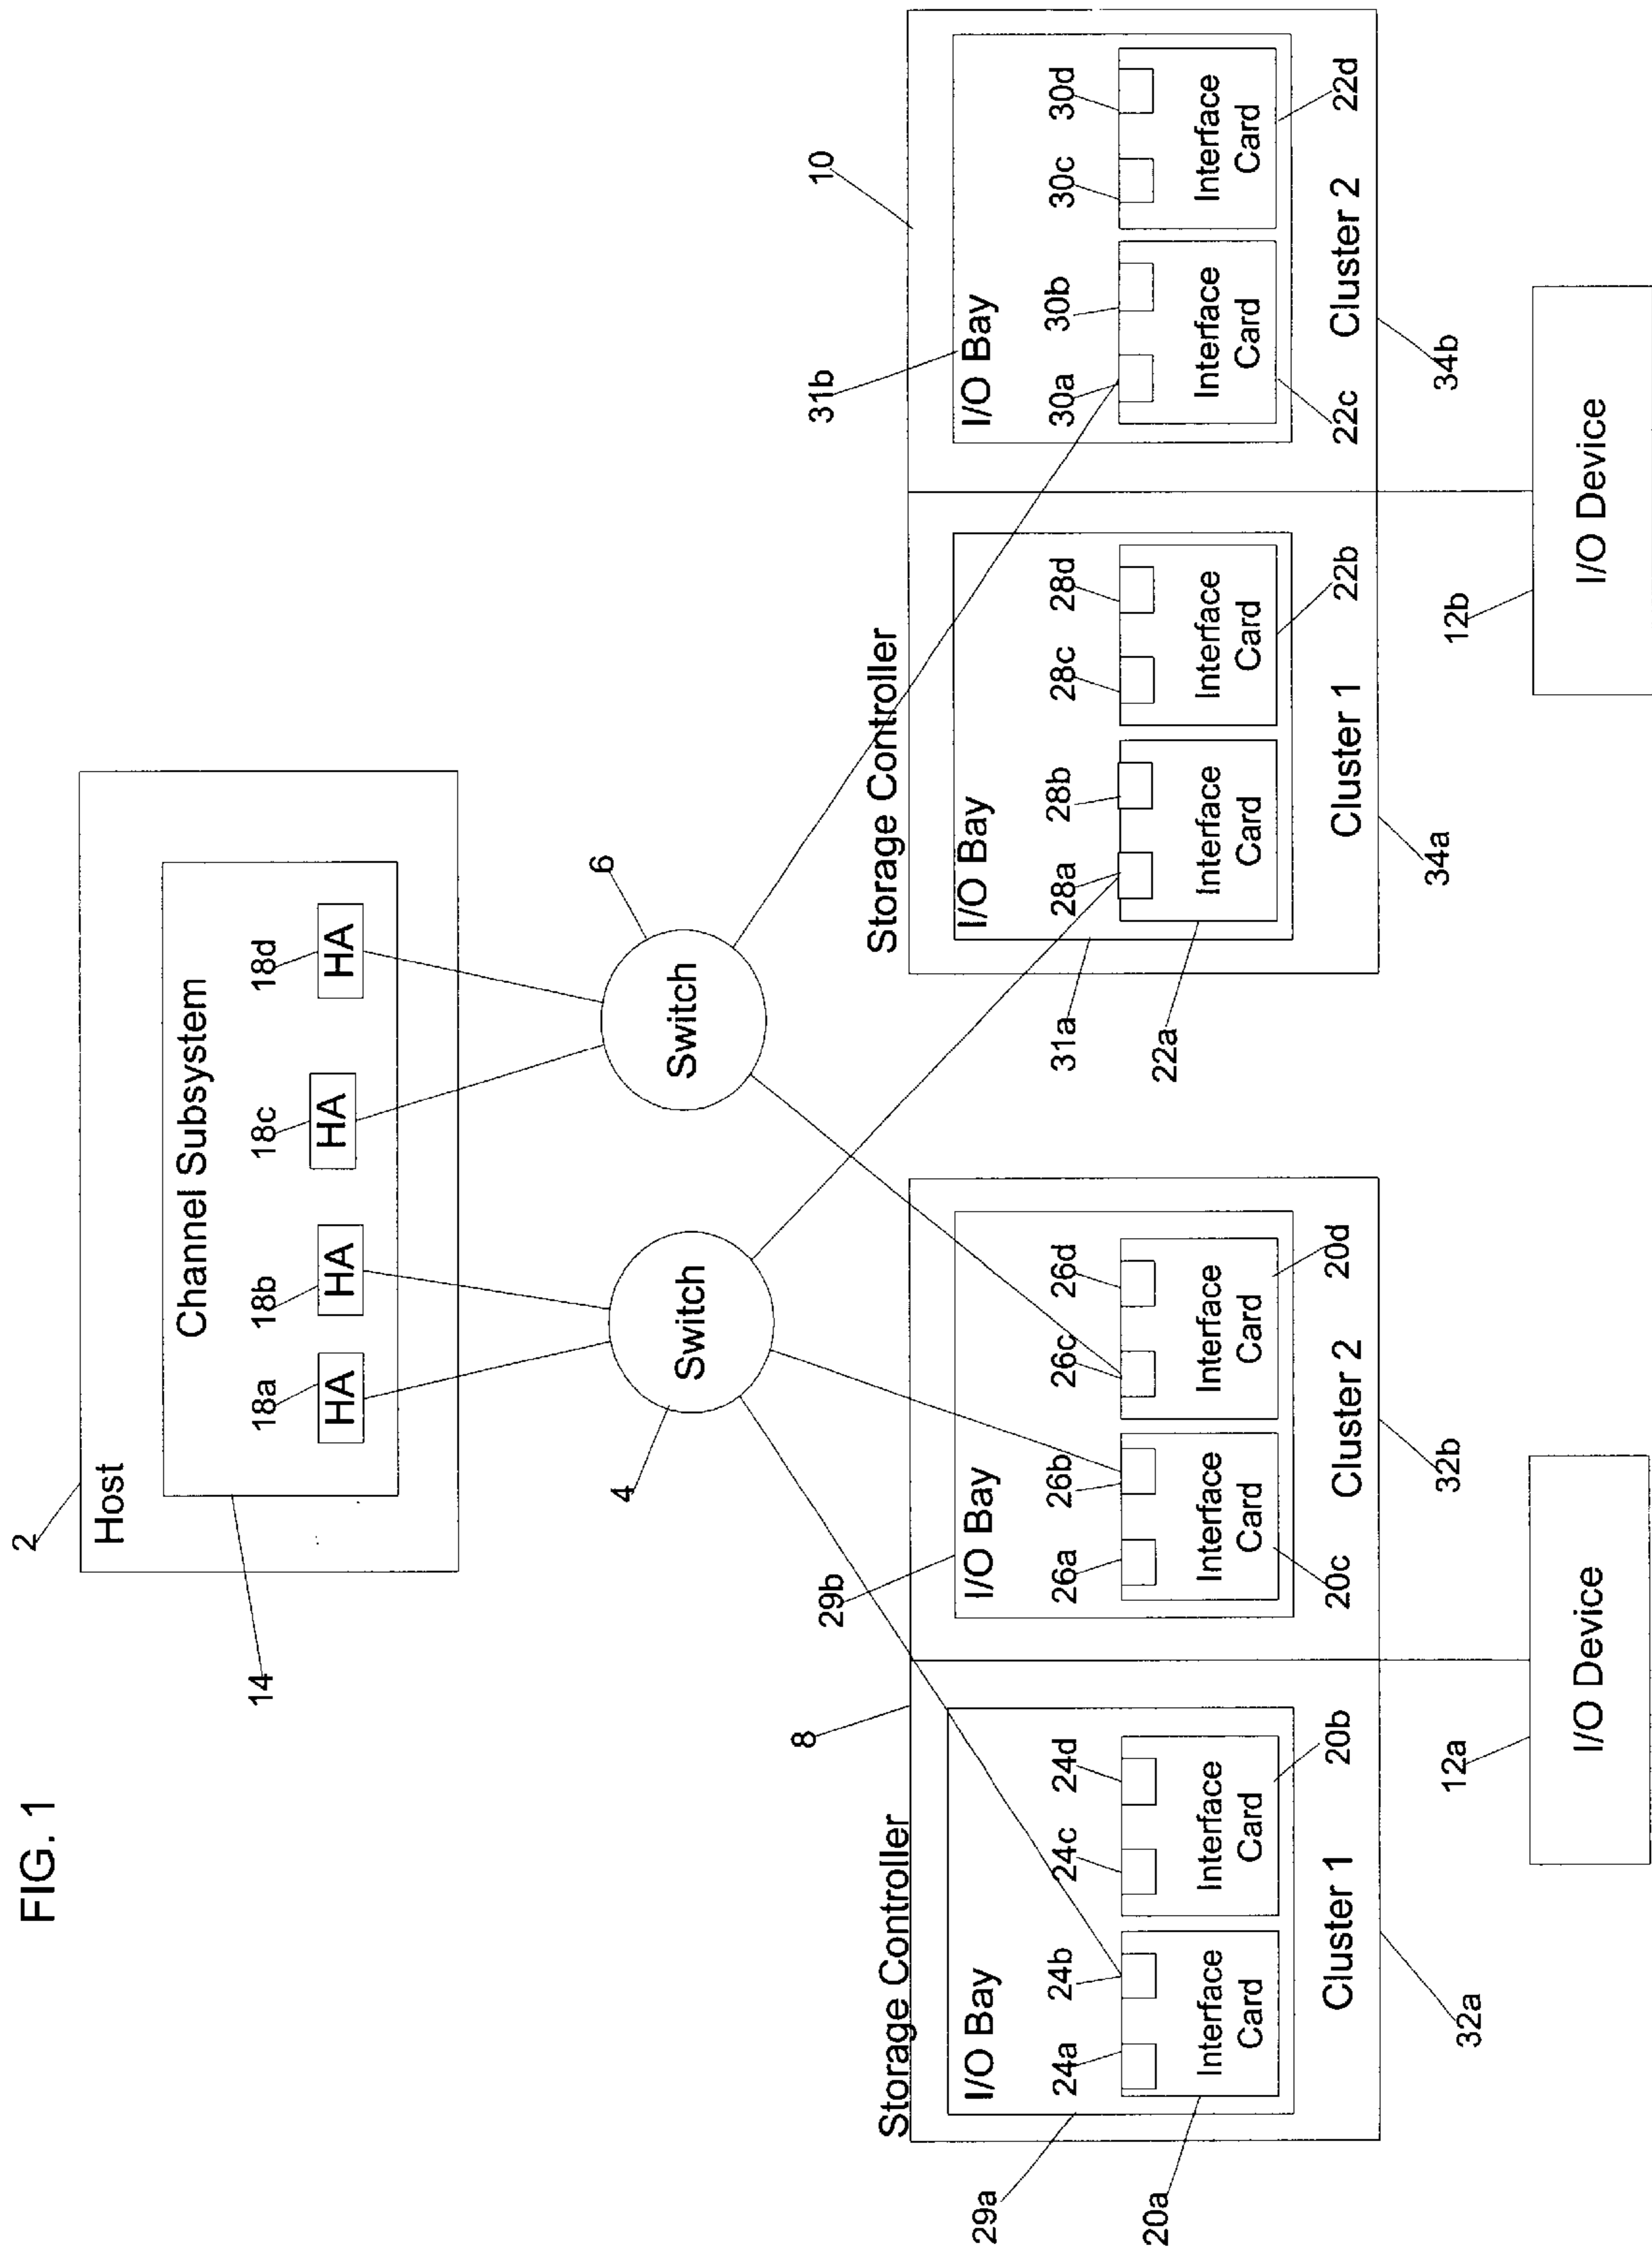 FIG. 1
2
Host
14
Channel Subsystem
18a
18b
18c
18d
HA
HA
HA
HA
4
Switch
6
Switch
Storage Controller
8
29a
I/O Bay
24a
24b
24c
24d
Interface
Card
Interface
Card
20a
20b
Cluster 1
32a
29b
I/O Bay
26a
26b
26c
26d
Interface
Card
Interface
Card
20c
20d
Cluster 2
32b
12a
I/O Device
Storage Controller
10
31a
I/O Bay
28a
28b
28c
28d
Interface
Card
Interface
Card
22a
22b
Cluster 1
34a
31b
I/O Bay
30a
30b
30c
30d
Interface
Card
Interface
Card
22c
22d
Cluster 2
34b
12b
I/O Device